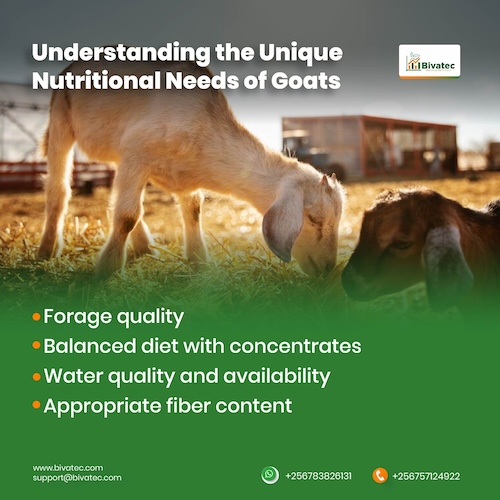 Understanding the Unique
Nutritional Needs of Goats
Bivatec
Forage quality
Balanced diet with concentrates
Water quality and availability
Appropriate fiber content
www.bivatec.com
support@bivatec.com
+256783826131
+256757124922